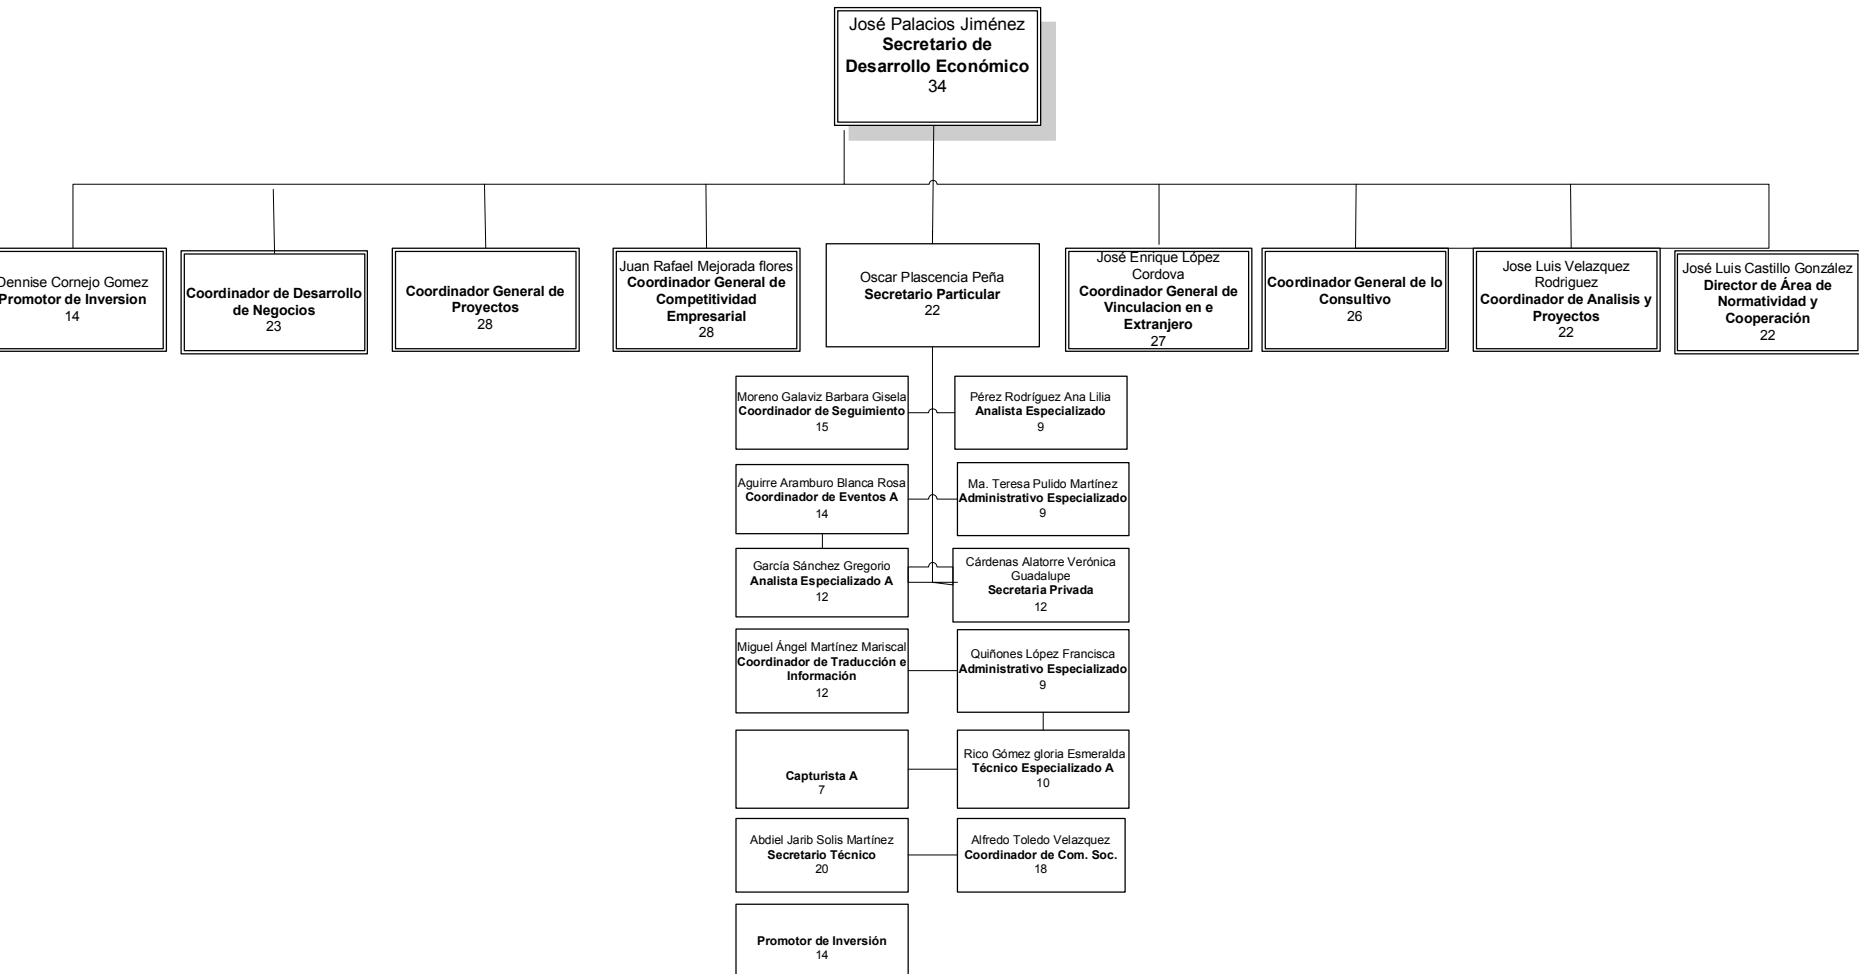 José Palacios Jiménez
Secretario de
Desarrollo Económico
34
Dennise Cornejo Gomez
Promotor de Inversion
14
Coordinador de Desarrollo
de Negocios
23
Coordinador General de
Proyectos
28
Juan Rafael Mejorada flores
Coordinador General de
Competitividad
Empresarial
28
Oscar Plascencia Peña
Secretario Particular
22
José Enrique López
Cordova
Coordinador General de
Vinculacion en e
Extranjero
27
Coordinador General de lo
Consultivo
26
Jose Luis Velazquez
Rodriguez
Coordinador de Analisis y
Proyectos
22
José Luis Castillo González
Director de Área de
Normatividad y
Cooperación
22
Moreno Galaviz Barbara Gisela
Coordinador de Seguimiento
15
Pérez Rodríguez Ana Lilia
Analista Especializado
9
Aguirre Aramburo Blanca Rosa
Coordinador de Eventos A
14
Ma. Teresa Pulido Martínez
Administrativo Especializado
9
García Sánchez Gregorio
Analista Especializado A
12
Cárdenas Alatorre Verónica
Guadalupe
Secretaria Privada
12
Miguel Ángel Martínez Mariscal
Coordinador de Traducción e
Información
12
Quiñones López Francisca
Administrativo Especializado
9
Capturista A
7
Rico Gómez gloria Esmeralda
Técnico Especializado A
10
Abdiel Jarib Solis Martínez
Secretario Técnico
20
Alfredo Toledo Velazquez
Coordinador de Com. Soc.
18
Promotor de Inversión
14